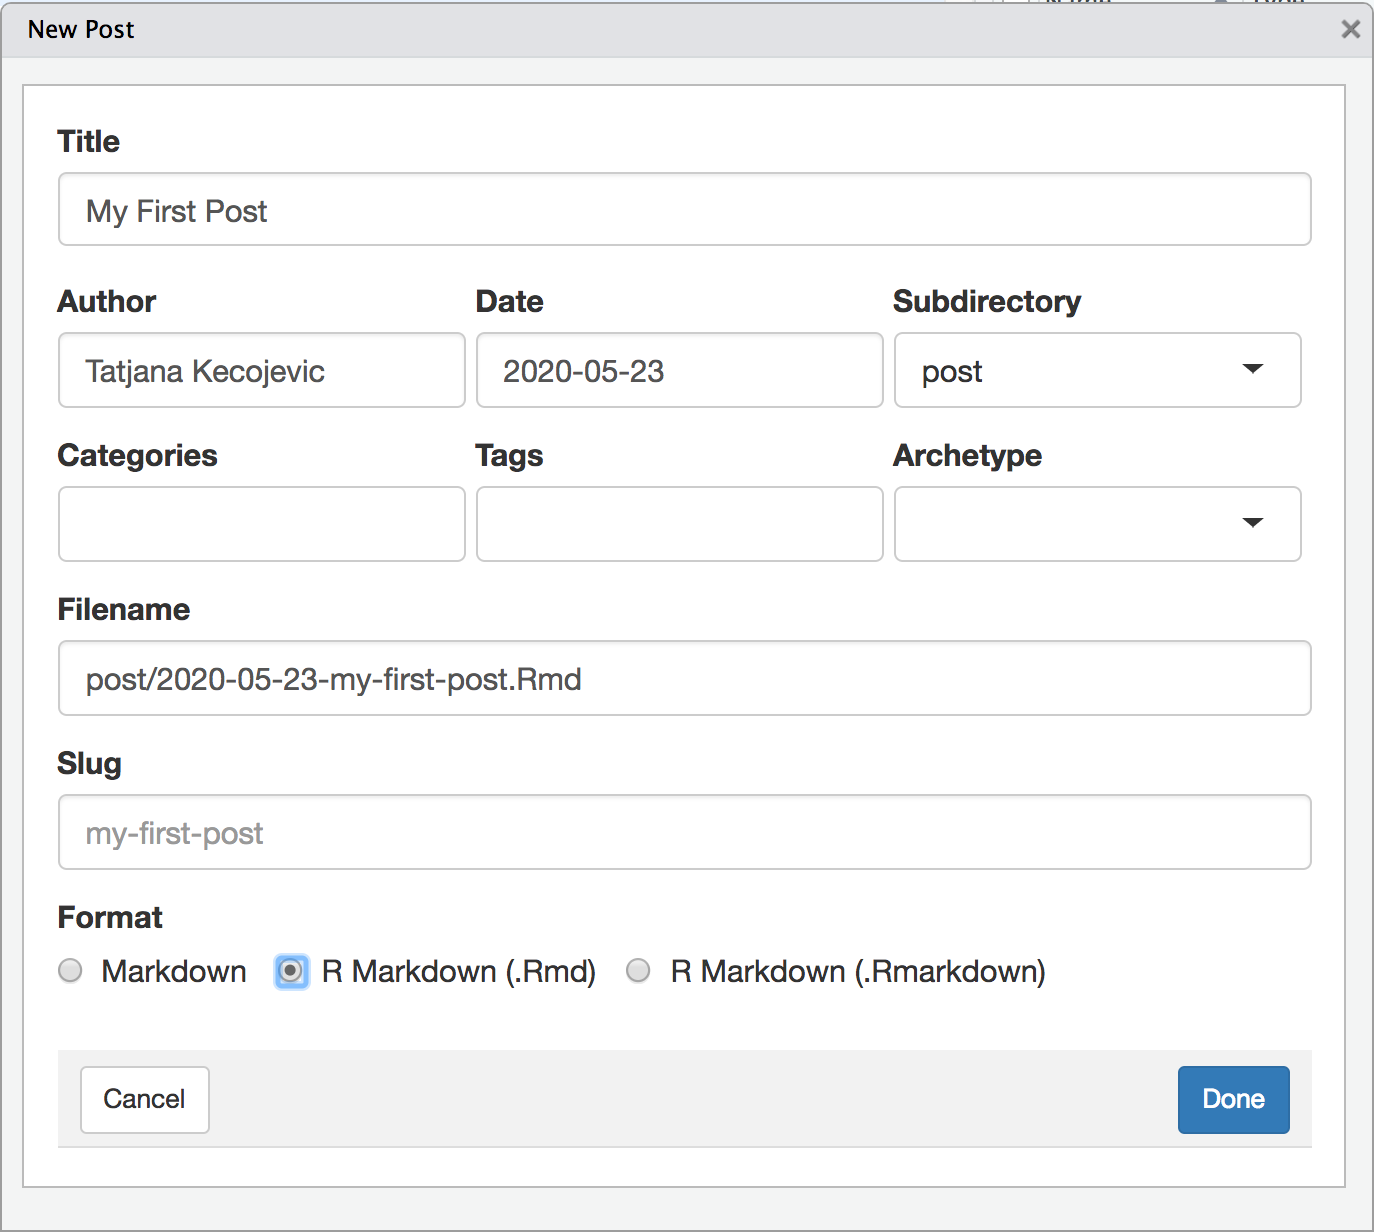 New Post
Title
My First Post
Author Date Subdirectory
Tatjana Kecojevic 2020-05-23 post
Categories Tags Archetype
Filename
post/2020-05-23-my-first-post.Rmd
Slug
my-first-post
Format
Markdown R Markdown (.Rmd) R Markdown (.Rmarkdown)
Cancel Done